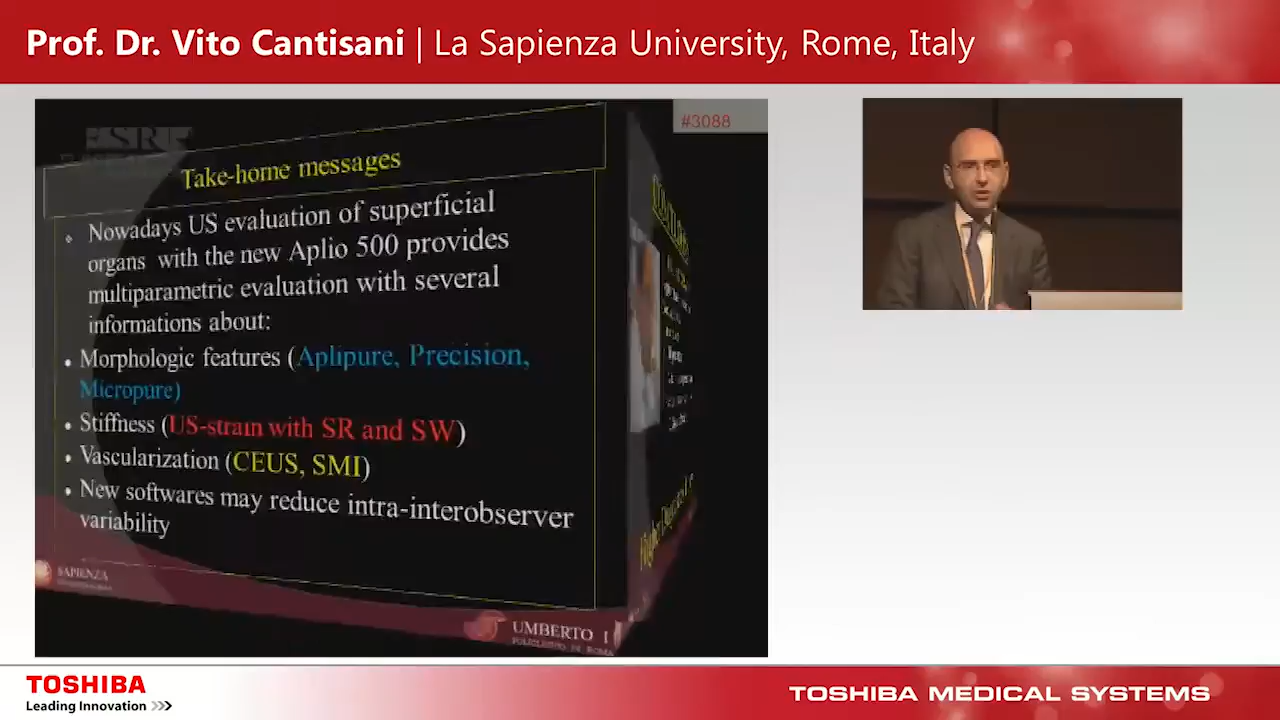 Prof. Dr. Vito Cantisani | La Sapienza University, Rome, Italy
#3088
Take-home messages
Nowadays US evaluation of superficial
organs with the new Aplio 500 provides
multiparametric evaluation with several
informations about:
• Morphologic features (Aplipure, Precision,
Micropure)
• Stiffness (US-strain with SR and SW)
• Vascularization (CEUS, SMI)
• New softwares may reduce intra-interobserver
variability
SAPIENZA
UMBERTO I
POLICLINICO DI ROMA
TOSHIBA
Leading Innovation >>>
TOSHIBA MEDICAL SYSTEMS